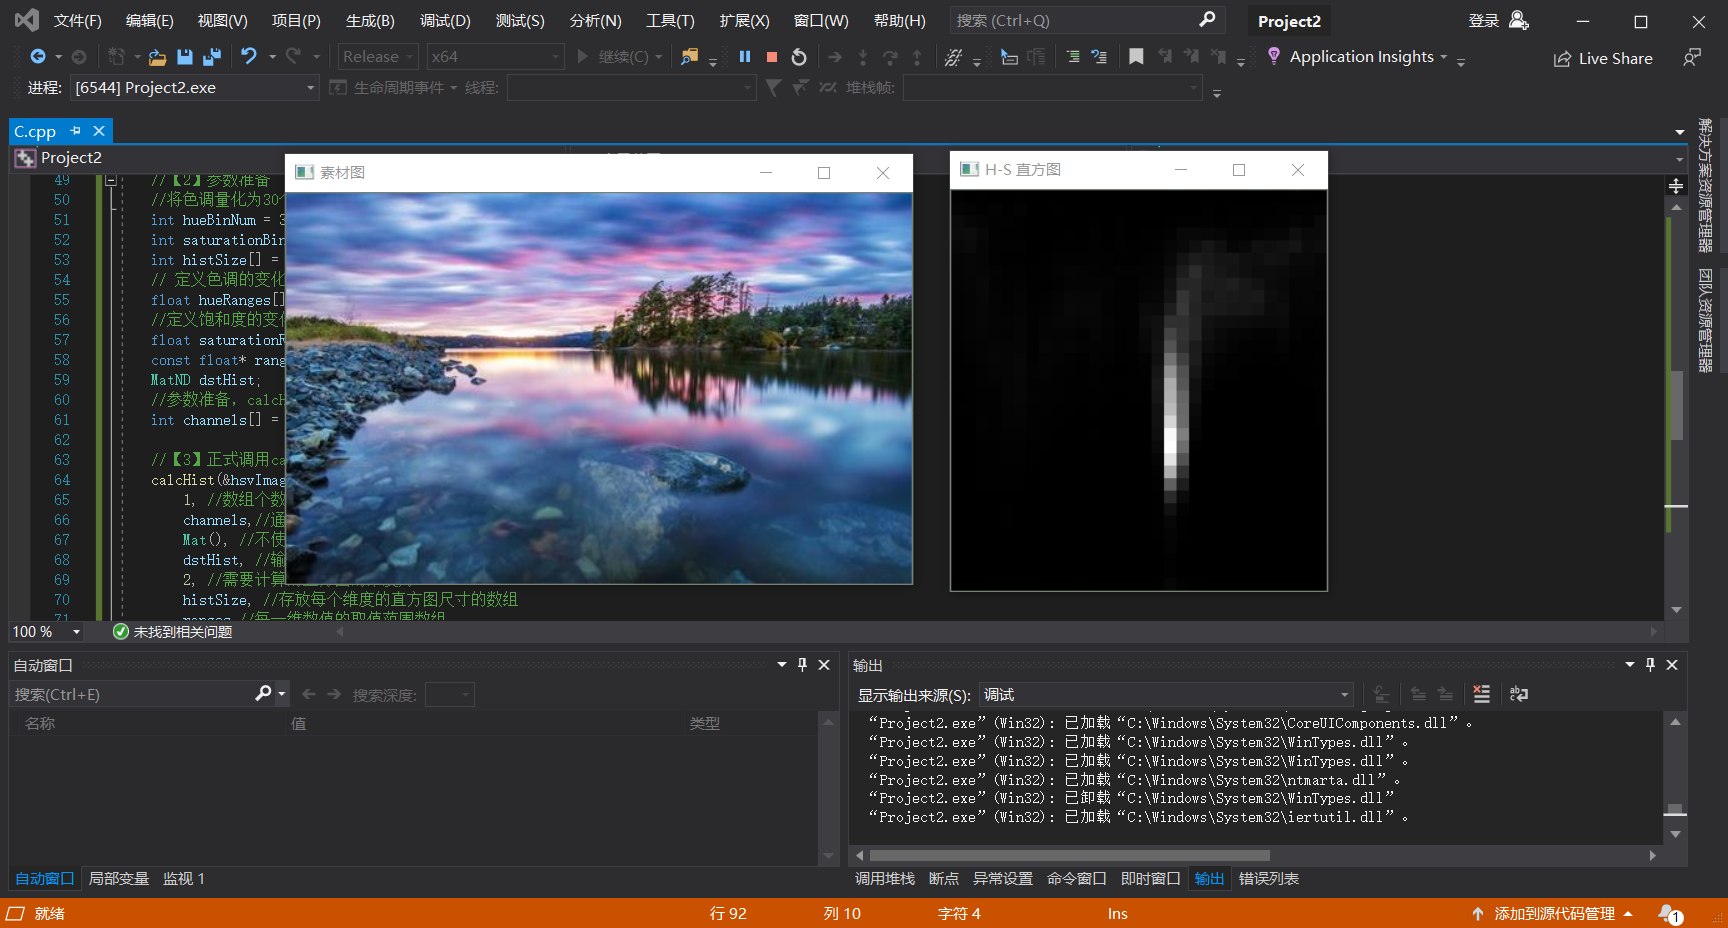 文件(F) 编辑(E) 视图(V) 项目(P) 生成(B) 调试(D) 测试(S) 分析(N) 工具(T) 扩展(X) 窗口(W) 帮助(H) 搜索 (Ctrl+Q) Project2 登录
Release x64 继续(C) Application Insights Live Share
进程: [6544] Project2.exe 生命周期事件 线程: 堆栈帧:
C.cpp
Project2
素材图
H-S 直方图
解决方案资源管理器
团队资源管理器
49 //【2】参数准备
50 //将色调量化为30
51 int hueBinNum = 3
52 int saturationBin
53 int histSize[] =
54 // 定义色调的变化
55 float hueRanges[]
56 //定义饱和度的变化
57 float saturationR
58 const float* rang
59 MatND dstHist;
60 //参数准备, calcH
61 int channels[] =
62
63 //【3】正式调用ca
64 calcHist(&hsvImag
65 1, //数组个数
66 channels,//通
67 Mat(), //不使
68 dstHist, //输
69 2, //需要计算
70 histSize, //存放每个维度的直方图尺寸的数组
71 ranges,//每一维数值的取值范围数组
100 % 未找到相关问题
自动窗口
搜索(Ctrl+E) 搜索深度:
名称 值 类型
自动窗口 局部变量 监视 1
输出
显示输出来源(S): 调试
“Project2.exe”(Win32): 已加载“C:\Windows\System32\CoreUIComponents.dll”。
“Project2.exe”(Win32): 已加载“C:\Windows\System32\WinTypes.dll”。
“Project2.exe”(Win32): 已加载“C:\Windows\System32\WinTypes.dll”。
“Project2.exe”(Win32): 已加载“C:\Windows\System32\ntmarta.dll”。
“Project2.exe”(Win32): 已卸载“C:\Windows\System32\WinTypes.dll”
“Project2.exe”(Win32): 已加载“C:\Windows\System32\iertutil.dll”。
调用堆栈 断点 异常设置 命令窗口 即时窗口 输出 错误列表
就绪 行 92 列 10 字符 4 Ins 添加到源代码管理 1